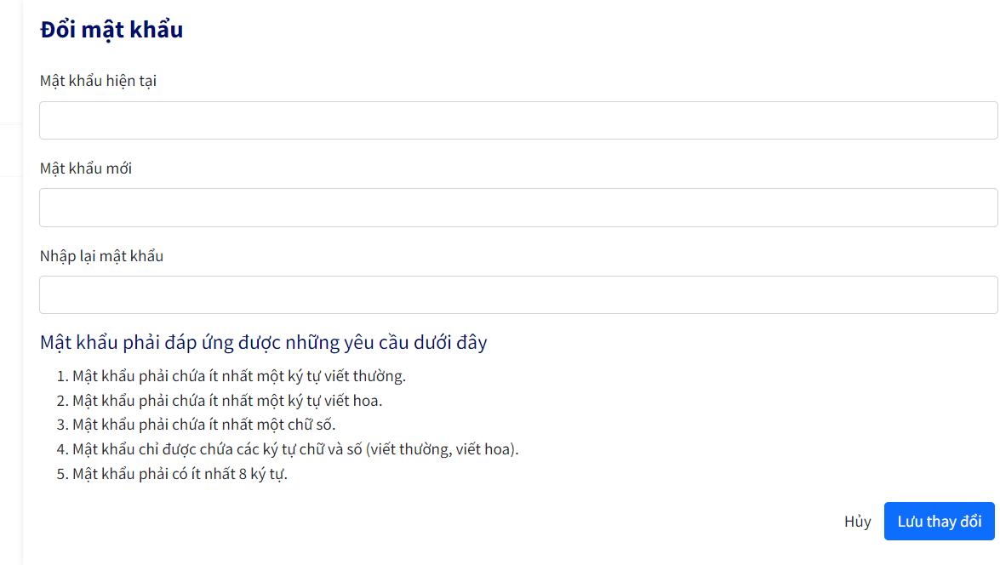 Đổi mật khẩu
Mật khẩu hiện tại
Mật khẩu mới
Nhập lại mật khẩu
Mật khẩu phải đáp ứng được những yêu cầu dưới đây
1. Mật khẩu phải chứa ít nhất một ký tự viết thường.
2. Mật khẩu phải chứa ít nhất một ký tự viết hoa.
3. Mật khẩu phải chứa ít nhất một chữ số.
4. Mật khẩu chỉ được chứa các ký tự chữ và số (viết thường, viết hoa).
5. Mật khẩu phải có ít nhất 8 ký tự.
Hủy Lưu thay đổi